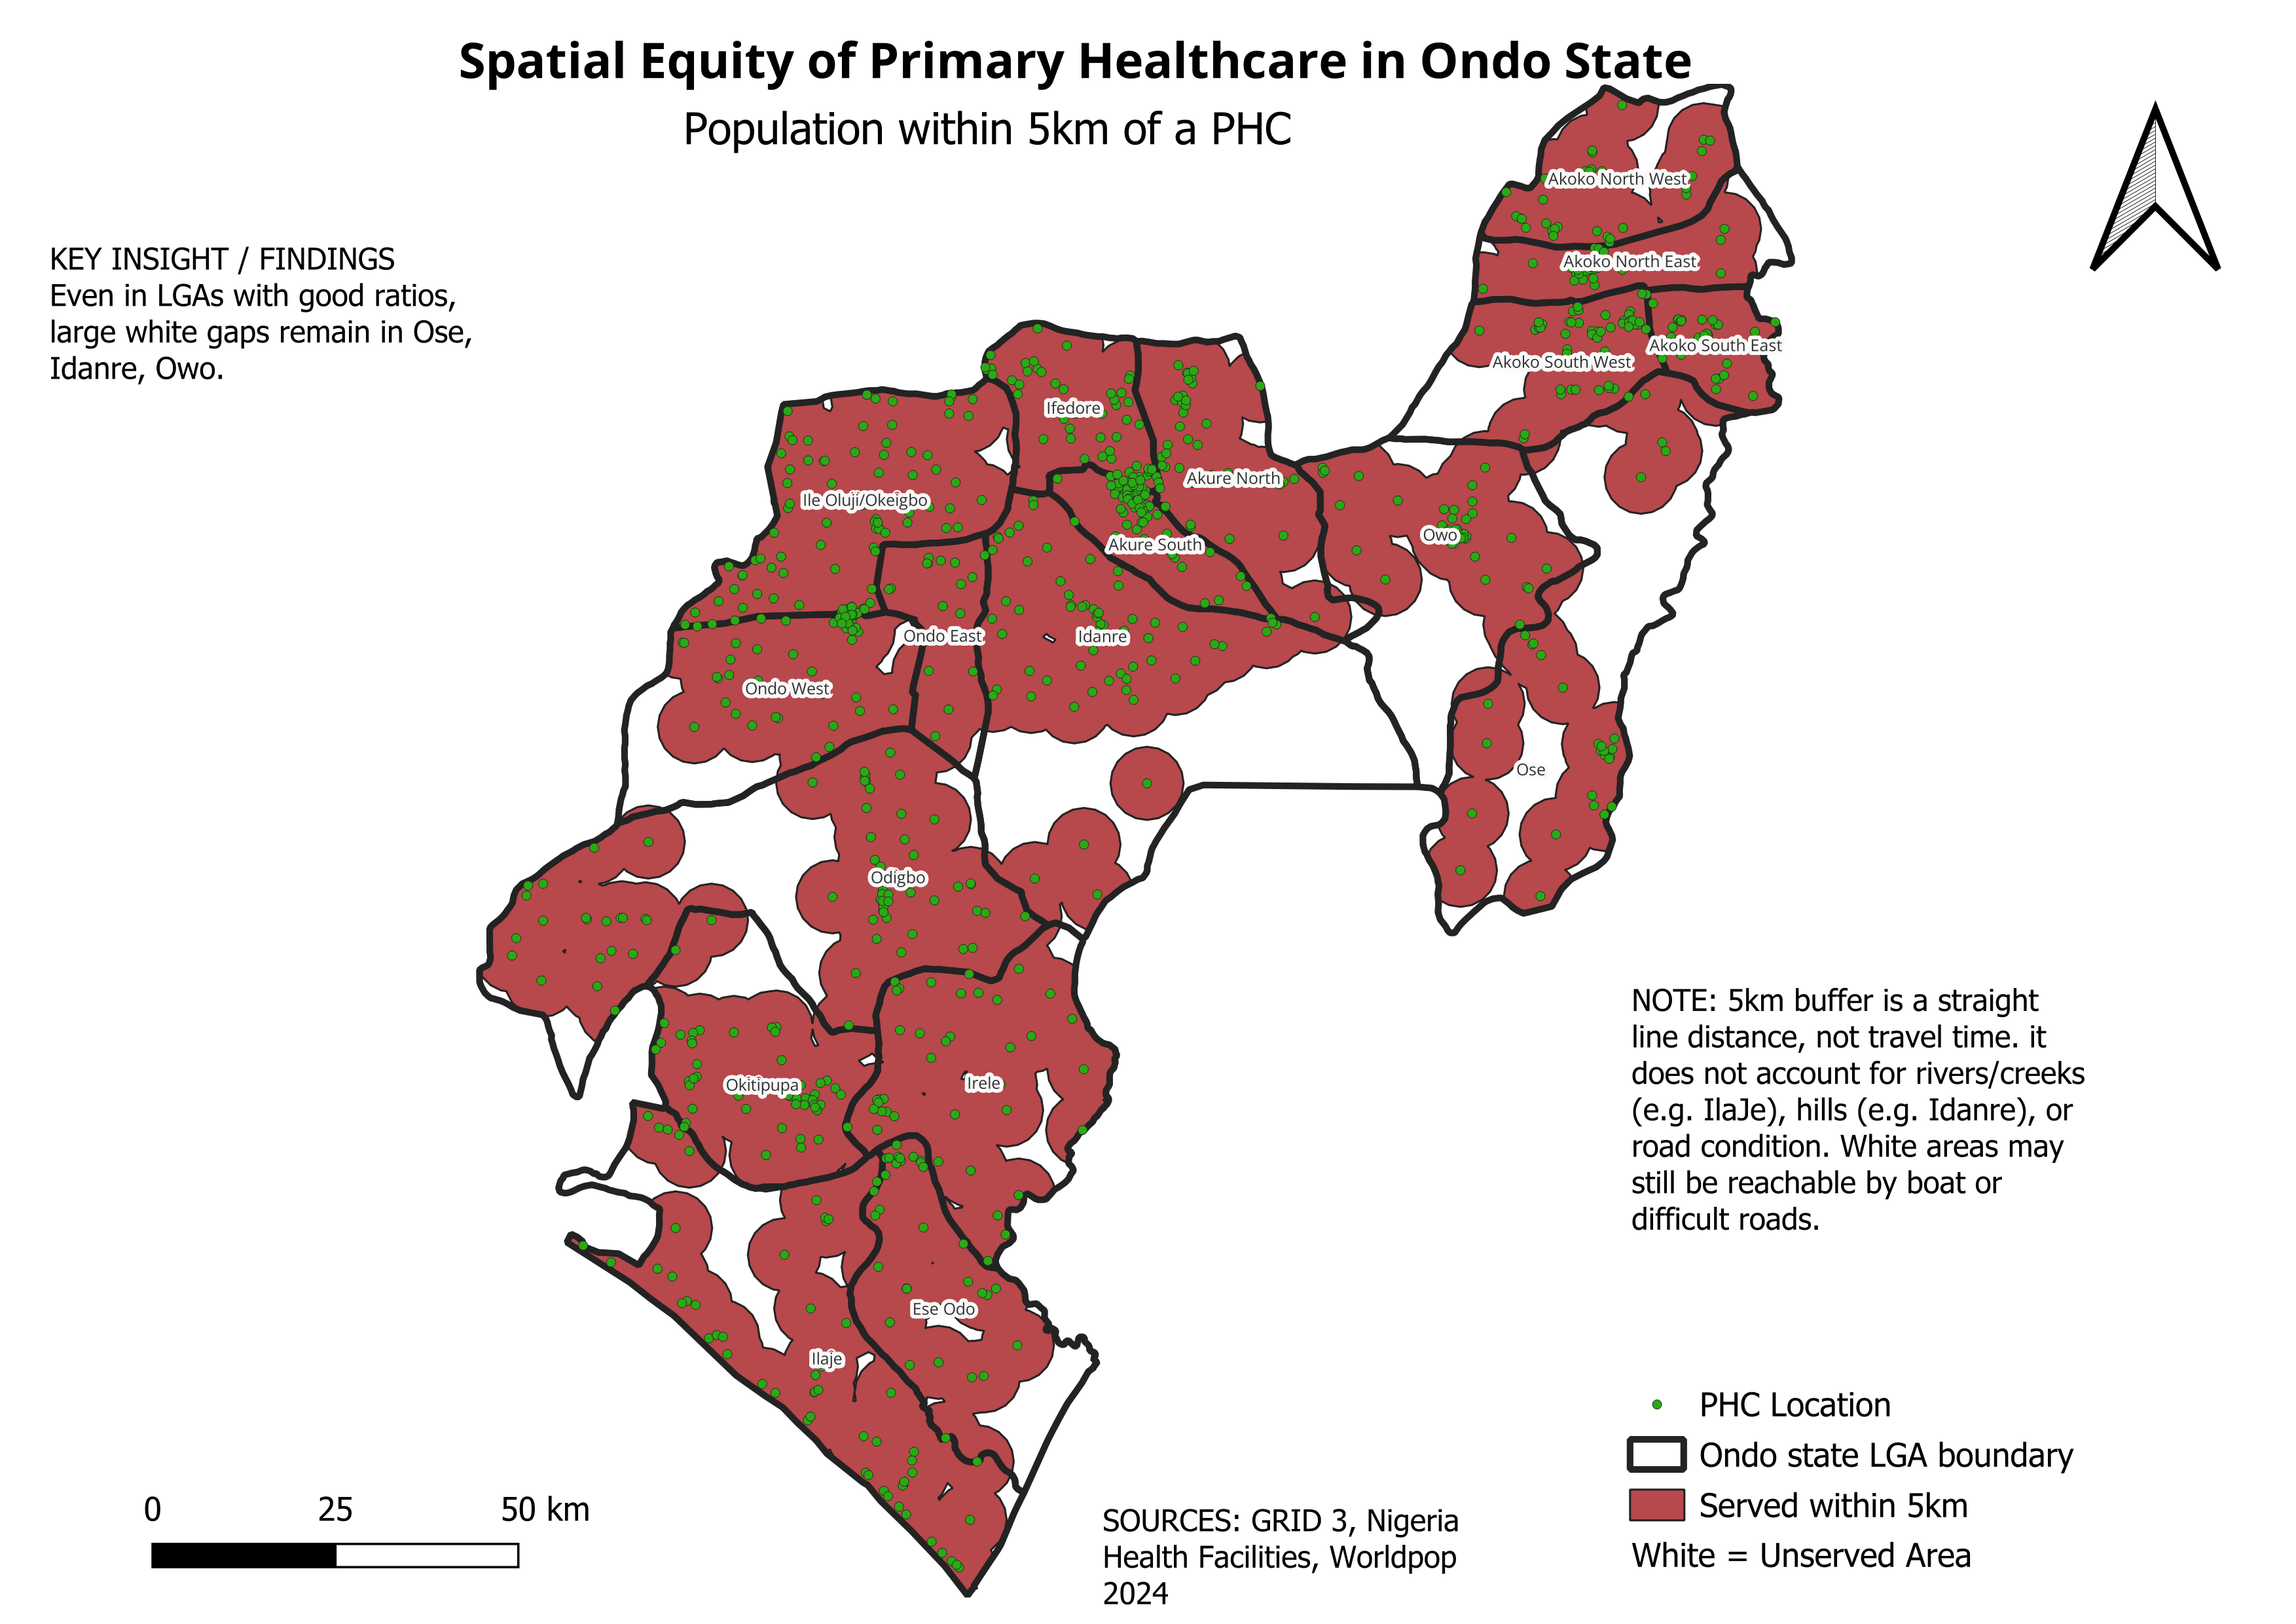 Spatial Equity of Primary Healthcare in Ondo State
Population within 5km of a PHC
KEY INSIGHT / FINDINGS
Even in LGAs with good ratios,
large white gaps remain in Ose,
Idanre, Owo.
Akoko North West
Akoko North East
Akoko South West
Akoko South East
Ifedore
Akure North
Ile Oluji/Okeigbo
Akure South
Owo
Ondo East
Idanre
Ondo West
Ose
Odigbo
Okitipupa
Irele
Ese Odo
Ilaje
NOTE: 5km buffer is a straight
line distance, not travel time. it
does not account for rivers/creeks
(e.g. IlaJe), hills (e.g. Idanre), or
road condition. White areas may
still be reachable by boat or
difficult roads.
PHC Location
Ondo state LGA boundary
Served within 5km
White = Unserved Area
0 25 50 km
SOURCES: GRID 3, Nigeria
Health Facilities, Worldpop
2024